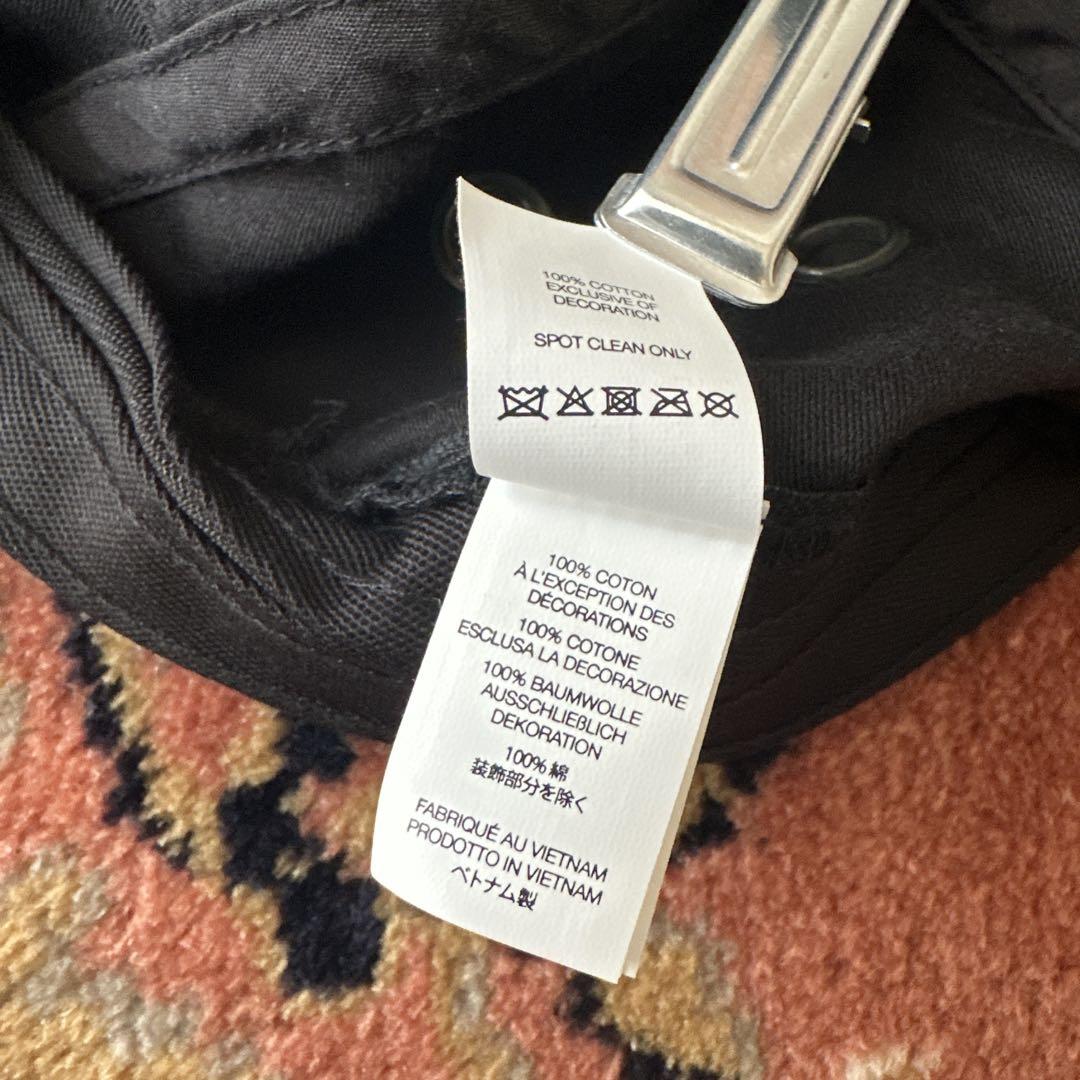 100% COTTON
EXCLUSIVE OF
DECORATION
SPOT CLEAN ONLY
100% COTON
À L'EXCEPTION DES
DÉCORATIONS
100% COTONE
ESCLUSA LA DECORAZIONE
100% BAUMWOLLE
AUSSCHLIEẞLICH
DEKORATION
100% 綿
装飾部分を除く
FABRIQUÉ AU VIETNAM
PRODOTTO IN VIETNAM
ベトナム製